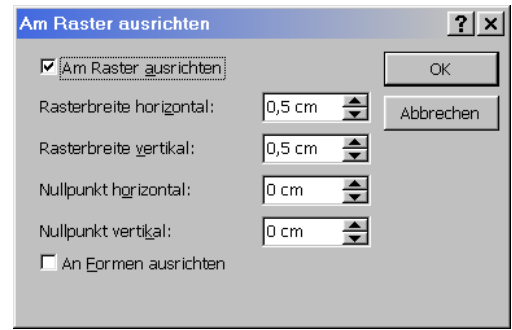 Am Raster ausrichten
Am Raster ausrichten
OK
Rasterbreite horizontal: 0,5 cm
Abbrechen
Rasterbreite vertikal: 0,5 cm
Nullpunkt horizontal: 0 cm
Nullpunkt vertikal: 0 cm
An Formen ausrichten